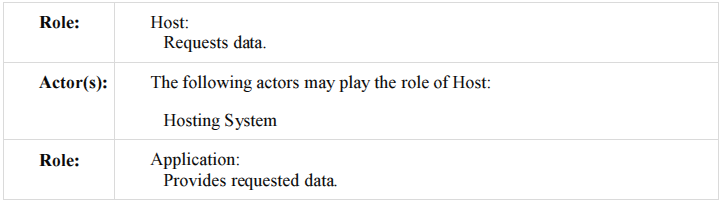 Role: Host:
Requests data.
Actor(s): The following actors may play the role of Host:
Hosting System
Role: Application:
Provides requested data.